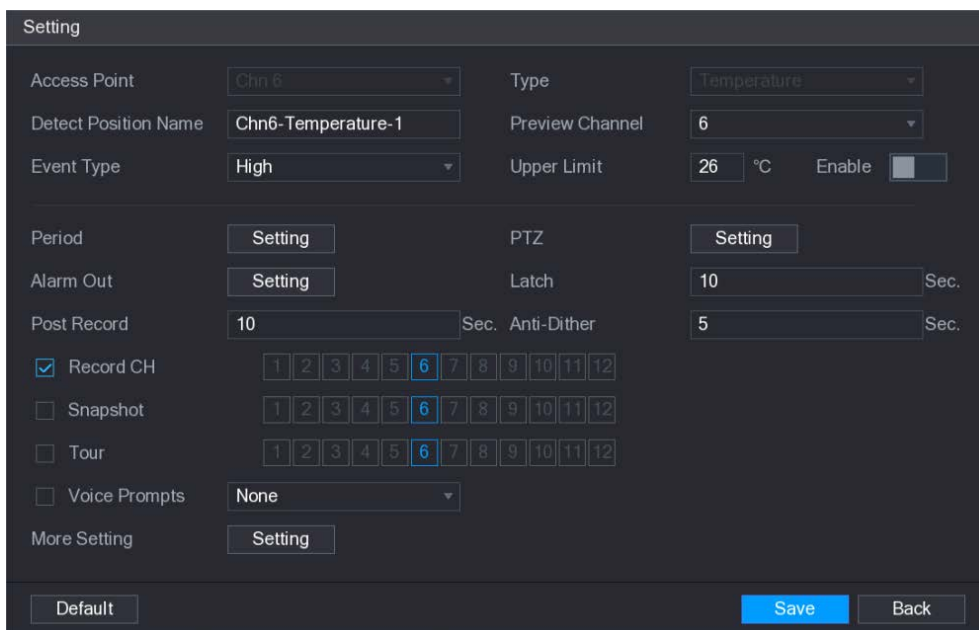 Setting
Access Point Chn 6 Type Temperature
Detect Position Name Chn6-Temperature-1 Preview Channel 6
Event Type High Upper Limit 26 °C Enable
Period Setting PTZ Setting
Alarm Out Setting Latch 10 Sec.
Post Record 10 Sec. Anti-Dither 5 Sec.
Record CH 1 2 3 4 5 6 7 8 9 10 11 12
Snapshot 1 2 3 4 5 6 7 8 9 10 11 12
Tour 1 2 3 4 5 6 7 8 9 10 11 12
Voice Prompts None
More Setting Setting
Default Save Back